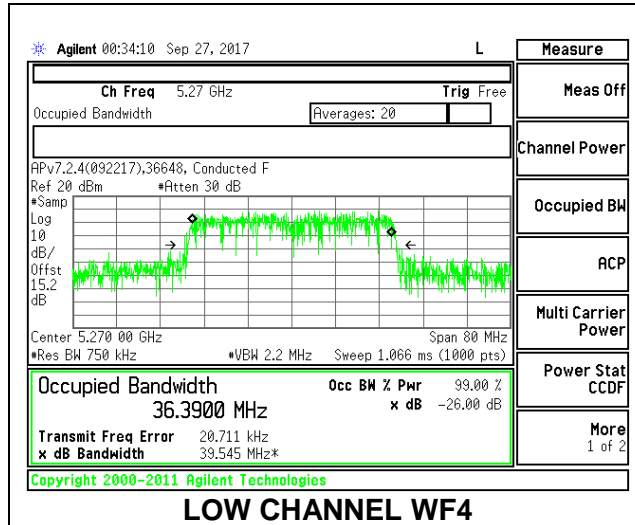 Agilent 00:34:10 Sep 27, 2017 L
Measure
Ch Freq 5.27 GHz Trig Free
Occupied Bandwidth Averages: 20
APv7.2.4(092217),36648, Conducted F
Ref 20 dBm #Atten 30 dB
#Samp
Log
10
dB/
Offst
15.2
dB
Center 5.270 00 GHz Span 80 MHz
#Res BW 750 kHz #VBW 2.2 MHz Sweep 1.066 ms (1000 pts)
Occupied Bandwidth Occ BW % Pwr 99.00 %
36.3900 MHz x dB -26.00 dB
Transmit Freq Error 20.711 kHz
x dB Bandwidth 39.545 MHz*
Meas Off
Channel Power
Occupied BW
ACP
Multi Carrier
Power
Power Stat
CCDF
More
1 of 2
Copyright 2000-2011 Agilent Technologies
LOW CHANNEL WF4